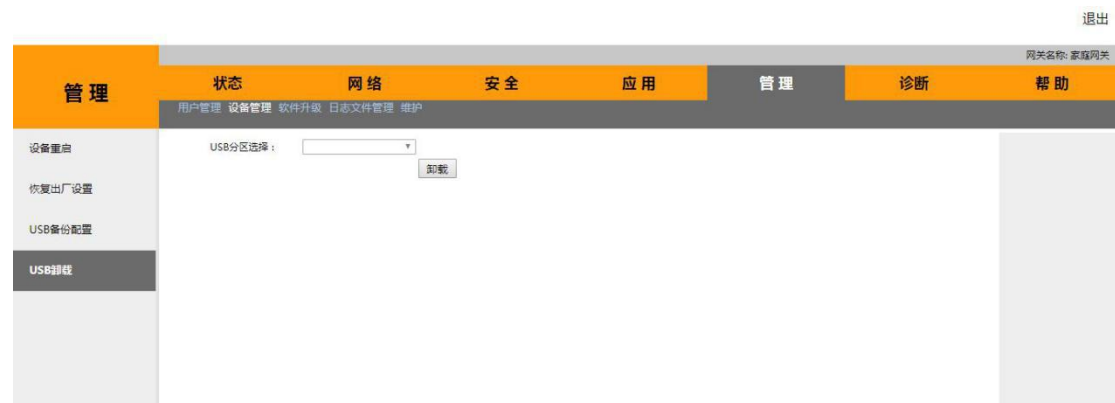 退出
网关名称: 家庭网关
管理
状态 网络 安全 应用 管理 诊断 帮助
用户管理 设备管理 软件升级 日志文件管理 维护
设备重启
恢复出厂设置
USB备份配置
USB卸载
USB分区选择：
卸载